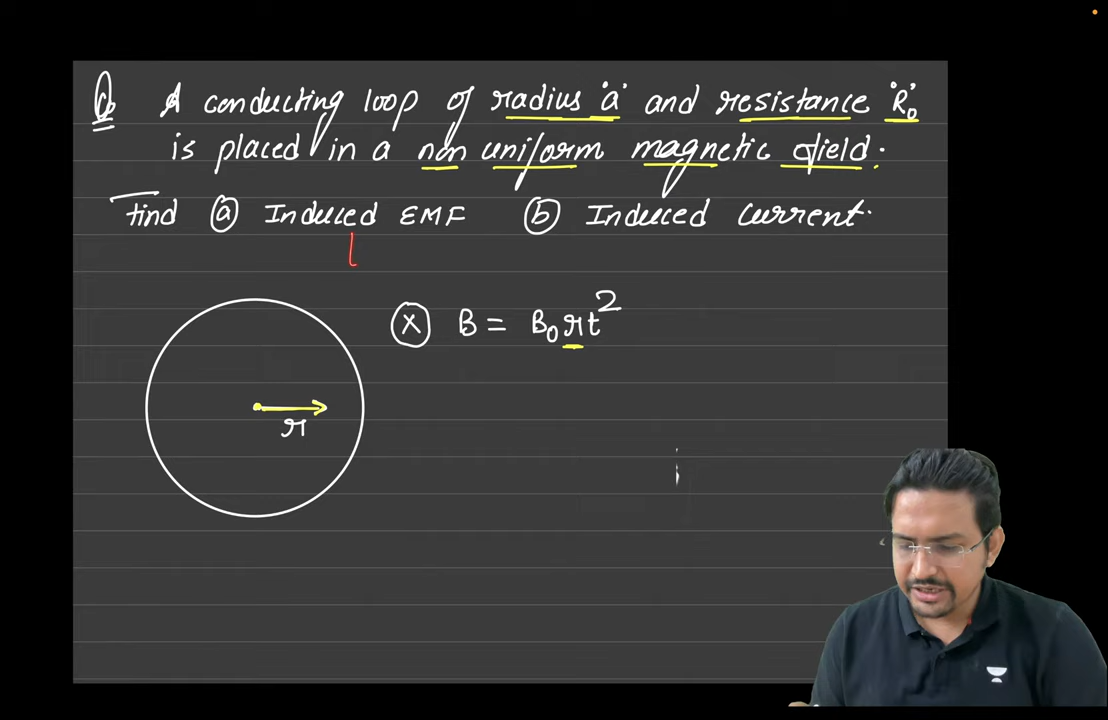 Q A conducting loop of radius 'a' and resistance 'R₀'
is placed in a non uniform magnetic field.
Find ⓐ Induced EMF ⓑ Induced current.
ⓧ B = B₀rt²
r